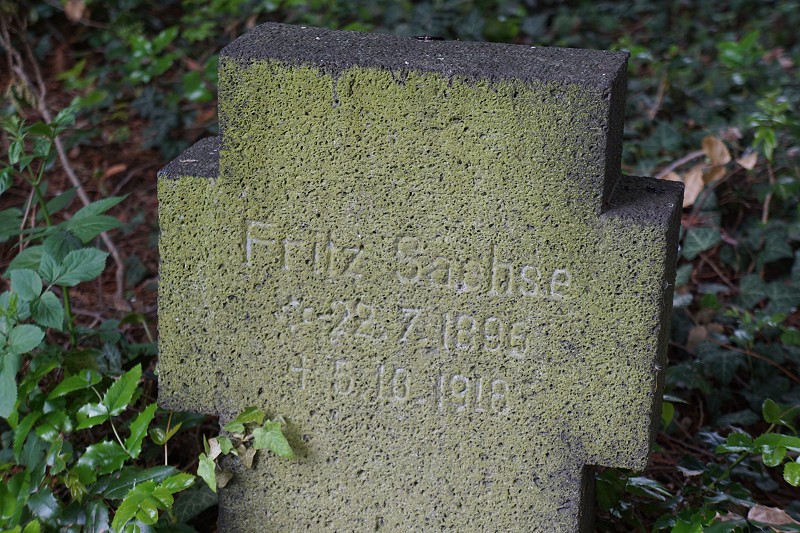 Fritz Sachse
* 22.7.1895
† 5.10.1918